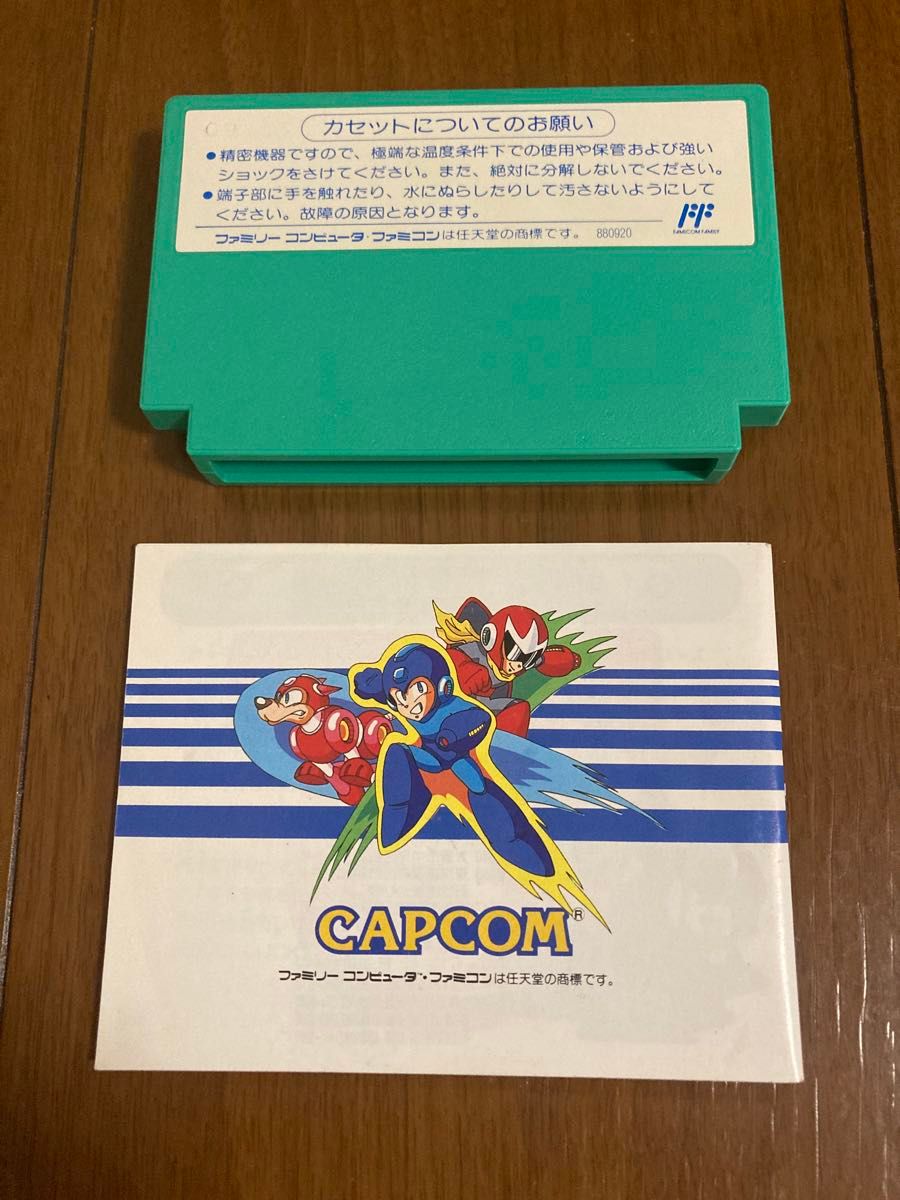 カセットについてのお願い
●精密機器ですので、極端な温度条件下での使用や保管および強い
ショックをさけてください。また、絶対に分解しないでください。
●端子部に手を触れたり、水にぬらしたりして汚さないようにして
ください。故障の原因となります。
FF
FAMICOM FAMILY
ファミリー コンピュータ・ファミコンは任天堂の商標です。 880920
CAPCOM®
ファミリー コンピュータ™・ファミコンは任天堂の商標です。